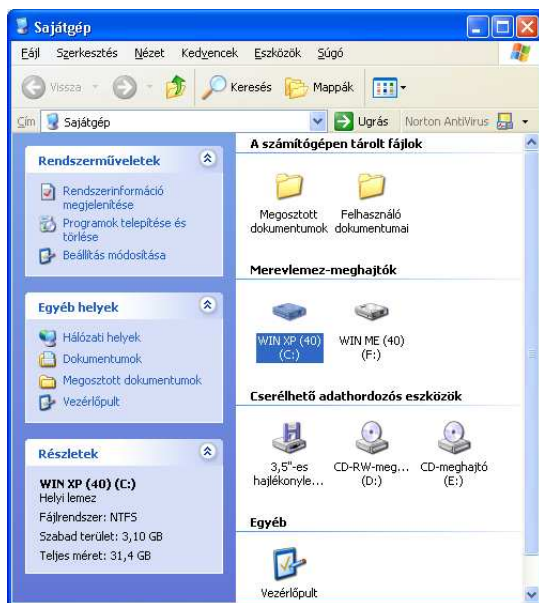 Sajátgép
Fájl Szerkesztés Nézet Kedvencek Eszközök Súgó
Vissza Keresés Mappák
Cím Sajátgép Ugrás Norton AntiVirus
Rendszerműveletek
Rendszerinformáció
megjelenítése
Programok telepítése és
törlése
Beállítás módosítása
Egyéb helyek
Hálózati helyek
Dokumentumok
Megosztott dokumentumok
Vezérlőpult
Részletek
WIN XP (40) (C:)
Helyi lemez
Fájlrendszer: NTFS
Szabad terület: 3,10 GB
Teljes méret: 31,4 GB
A számítógépen tárolt fájlok
Megosztott dokumentumok
Felhasználó dokumentumai
Merevlemez-meghajtók
WIN XP (40) (C:)
WIN ME (40) (F:)
Cserélhető adathordozós eszközök
3,5"-es hajlékonyle...
CD-RW-meg... (D:)
CD-meghajtó (E:)
Egyéb
Vezérlőpult